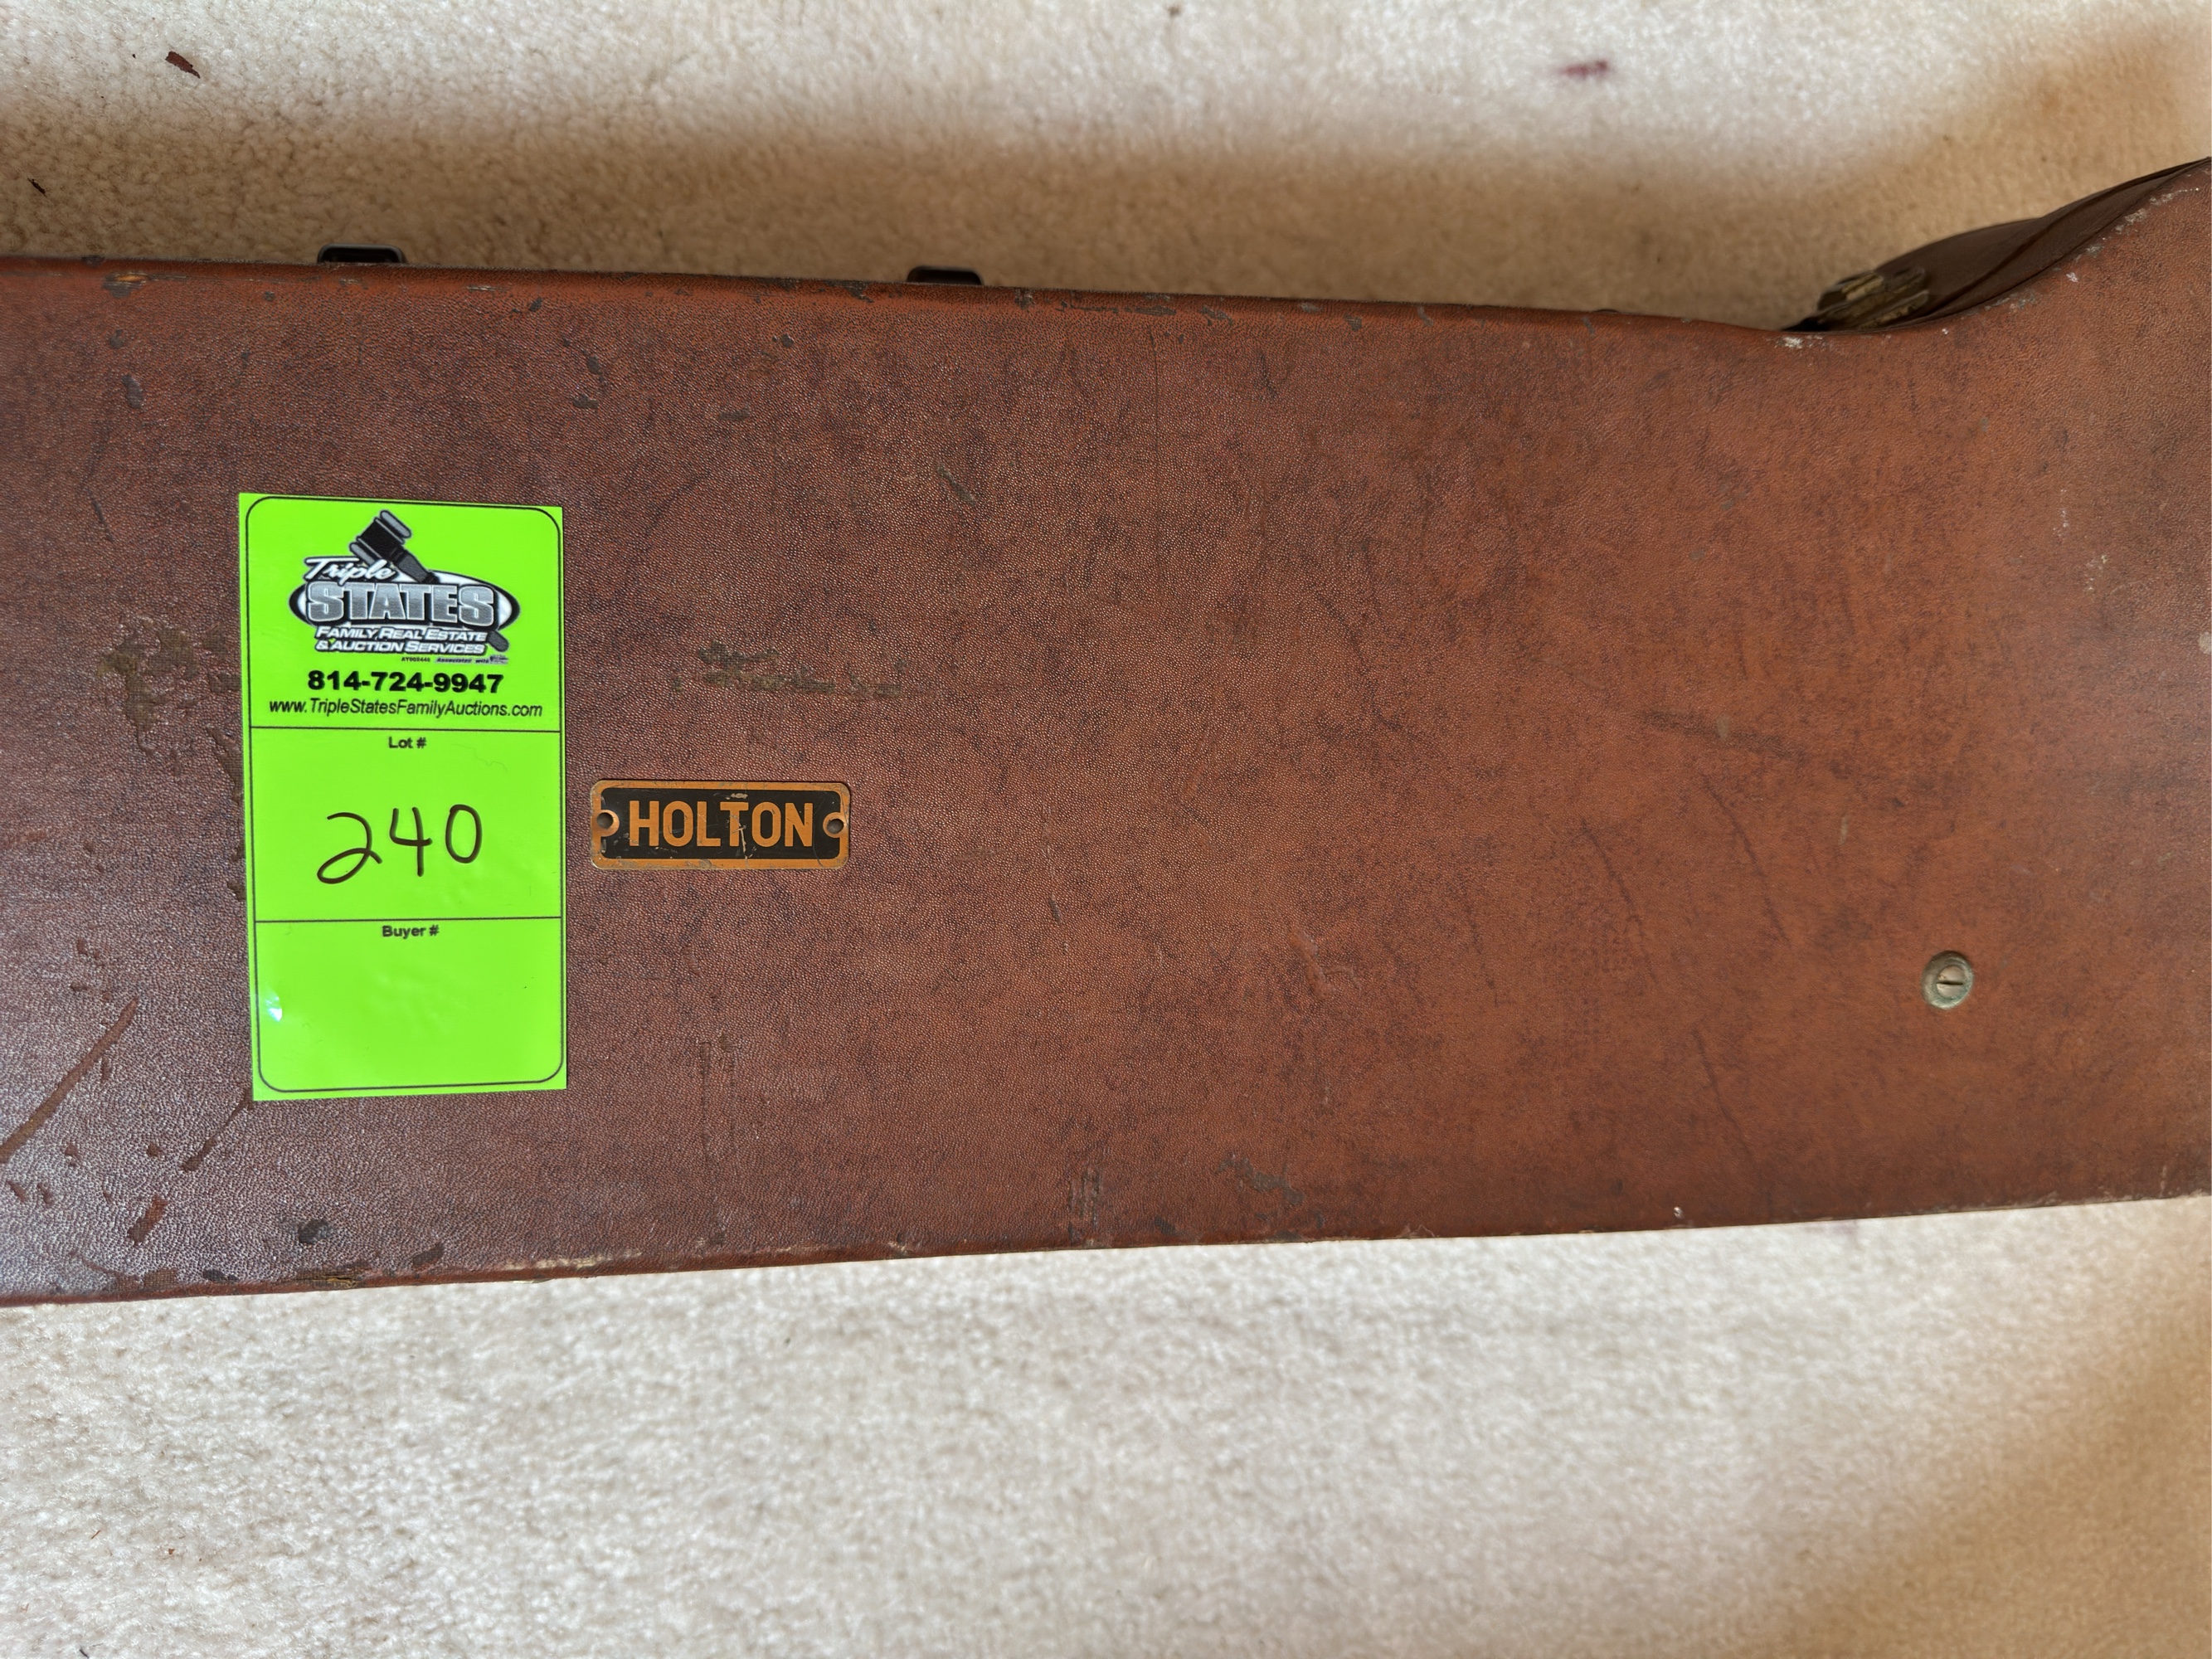 Triple
STATES
FAMILY REAL ESTATE
& AUCTION SERVICES
814-724-9947
www.TripleStatesFamilyAuctions.com
Lot #
240
HOLTON
Buyer #